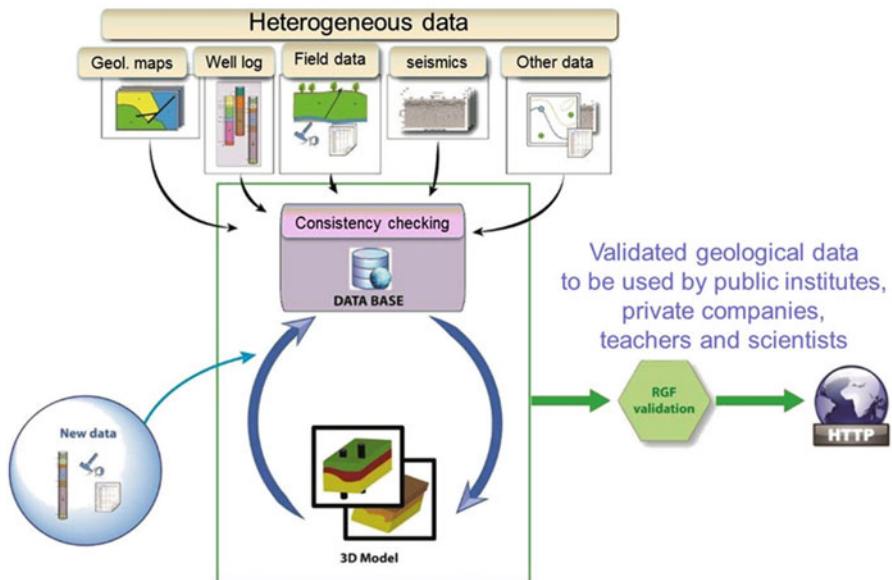 Heterogeneous data
Geol. maps
Well log
Field data
seismics
Other data
Consistency checking
DATA BASE
Validated geological data
to be used by public institutes,
private companies,
teachers and scientists
New data
RGF
validation
HTTP
3D Model